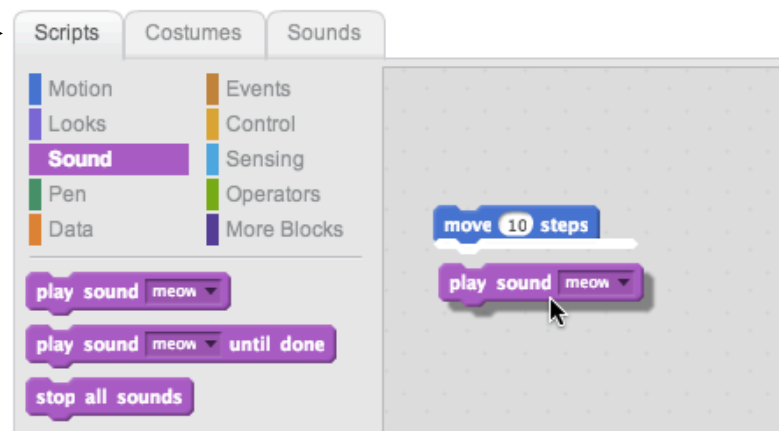 Scripts Costumes Sounds
Motion Events
Looks Control
Sound Sensing
Pen Operators
Data More Blocks
play sound meow
play sound meow until done
stop all sounds
move 10 steps
play sound meow